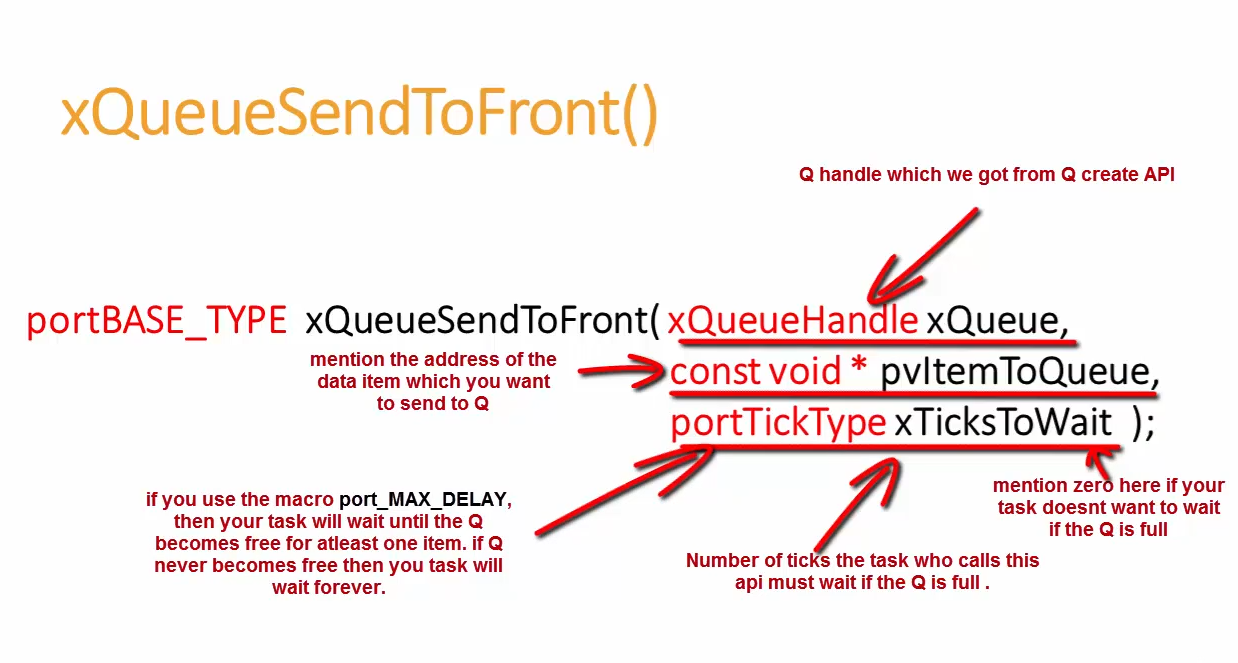 xQueueSendToFront()
Q handle which we got from Q create API
portBASE_TYPE xQueueSendToFront( xQueueHandle xQueue,
mention the address of the
data item which you want
to send to Q
const void * pvItemToQueue,
portTickType xTicksToWait );
if you use the macro port_MAX_DELAY,
then your task will wait until the Q
becomes free for atleast one item. if Q
never becomes free then you task will
wait forever.
Number of ticks the task who calls this
api must wait if the Q is full .
mention zero here if your
task doesnt want to wait
if the Q is full